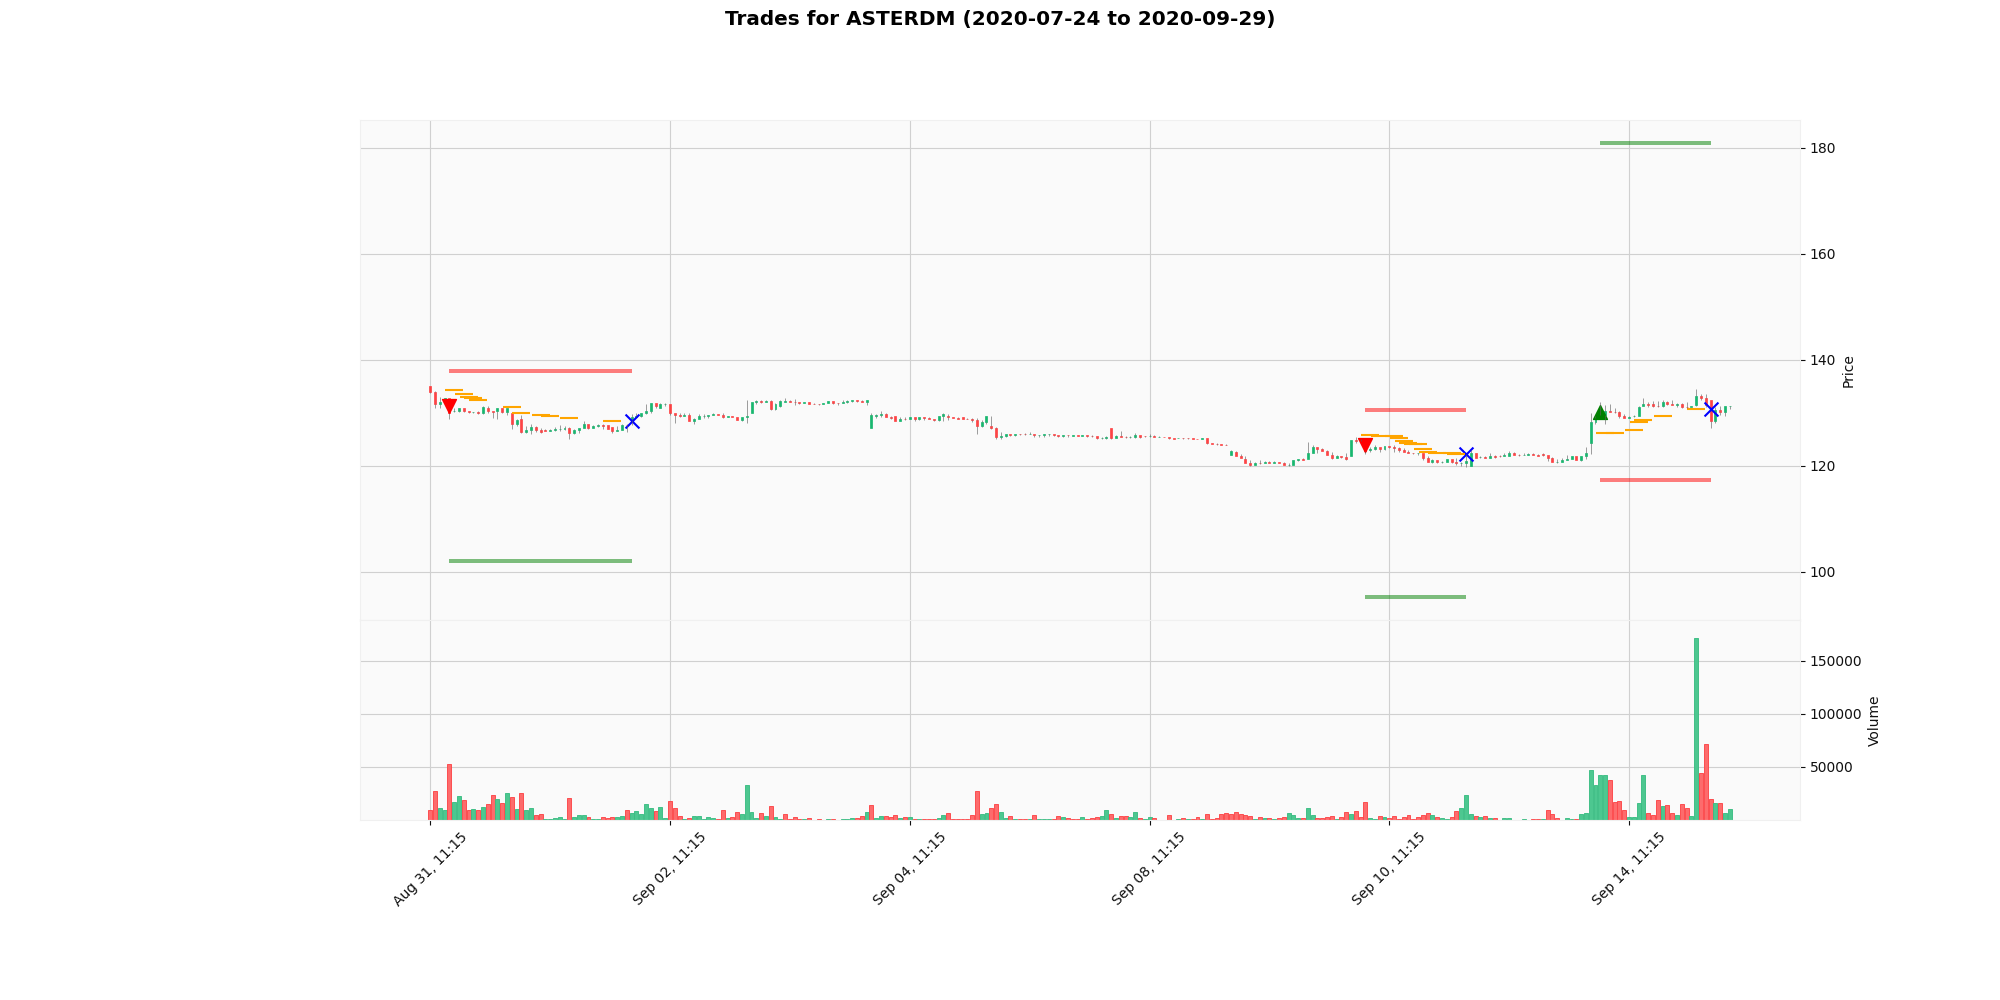 Trades for ASTERDM (2020-07-24 to 2020-09-29)
180
160
140
120
100
Price
150000
100000
50000
Volume
Aug 31, 11:15
Sep 02, 11:15
Sep 04, 11:15
Sep 08, 11:15
Sep 10, 11:15
Sep 14, 11:15